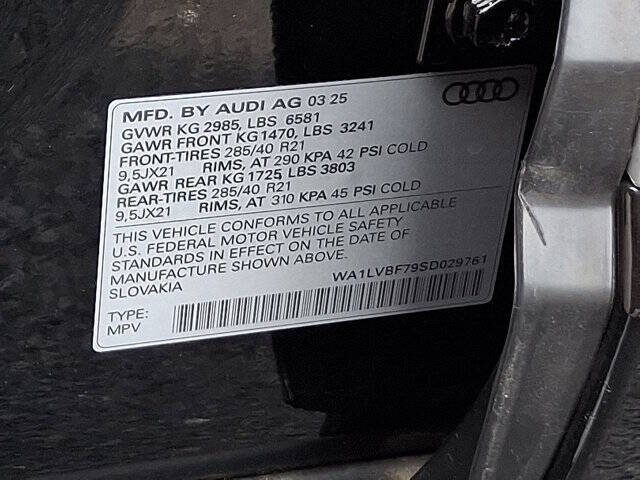 MFD. BY AUDI AG 03 25
GVWR KG 2985, LBS 6581
GAWR FRONT KG1470, LBS 3241
FRONT-TIRES 285/40 R21
9,5JX21 RIMS, AT 290 KPA 42 PSI COLD
GAWR REAR KG1725 LBS 3803
REAR-TIRES 285/40 R21
9,5JX21 RIMS, AT 310 KPA 45 PSI COLD
THIS VEHICLE CONFORMS TO ALL APPLICABLE
U.S. FEDERAL MOTOR VEHICLE SAFETY
STANDARDS IN EFFECT ON THE DATE OF
MANUFACTURE SHOWN ABOVE.
SLOVAKIA
WA1LVBF79SD029761
TYPE:
MPV